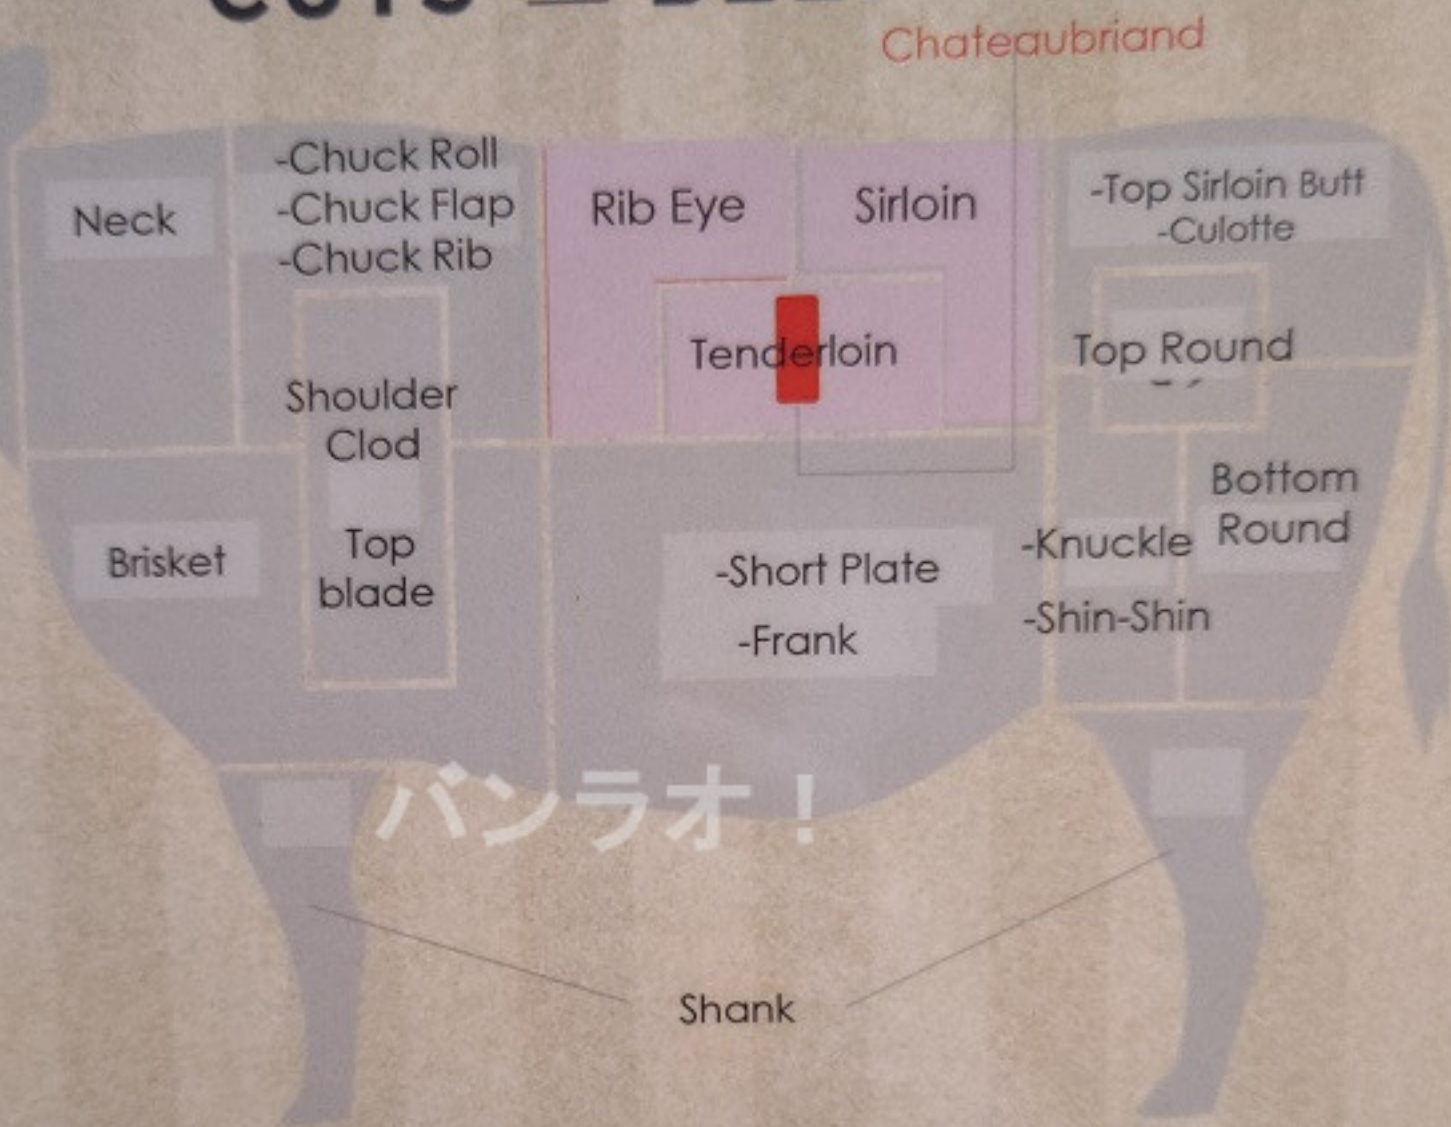 Chateaubriand
Neck
-Chuck Roll
-Chuck Flap
-Chuck Rib
Rib Eye
Sirloin
-Top Sirloin Butt
-Culotte
Tenderloin
Top Round
Shoulder
Clod
Bottom
Round
Brisket
Top
blade
-Short Plate
-Frank
-Knuckle
-Shin-Shin
バンラオ！
Shank